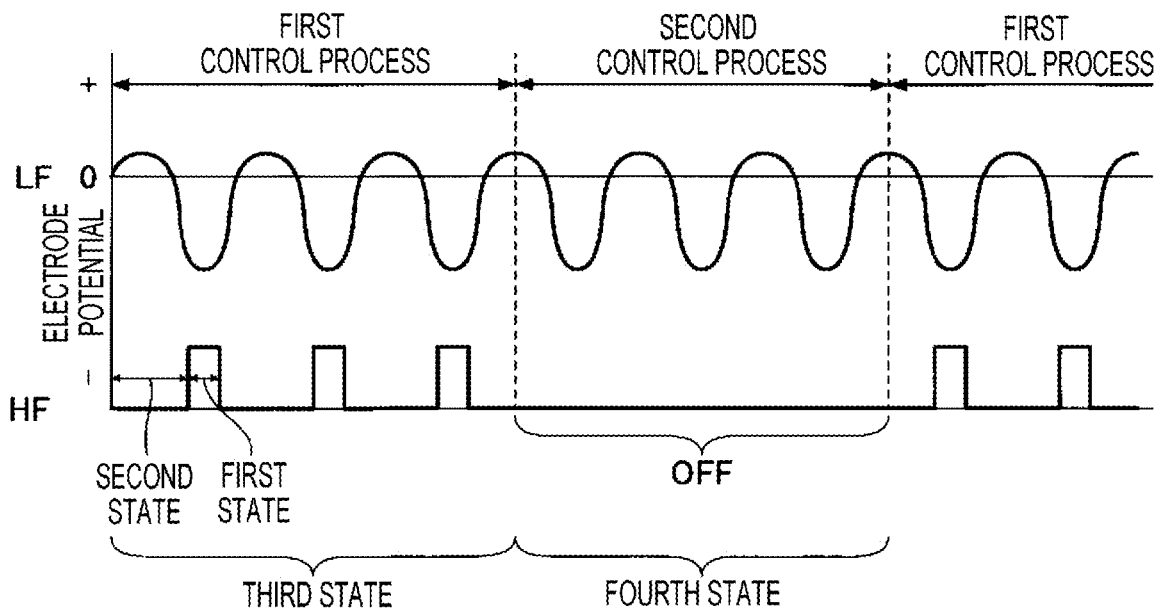 FIRST
CONTROL PROCESS
SECOND
CONTROL PROCESS
FIRST
CONTROL PROCESS
+
LF 0
ELECTRODE
POTENTIAL
–
HF
SECOND
STATE
FIRST
STATE
OFF
THIRD STATE
FOURTH STATE